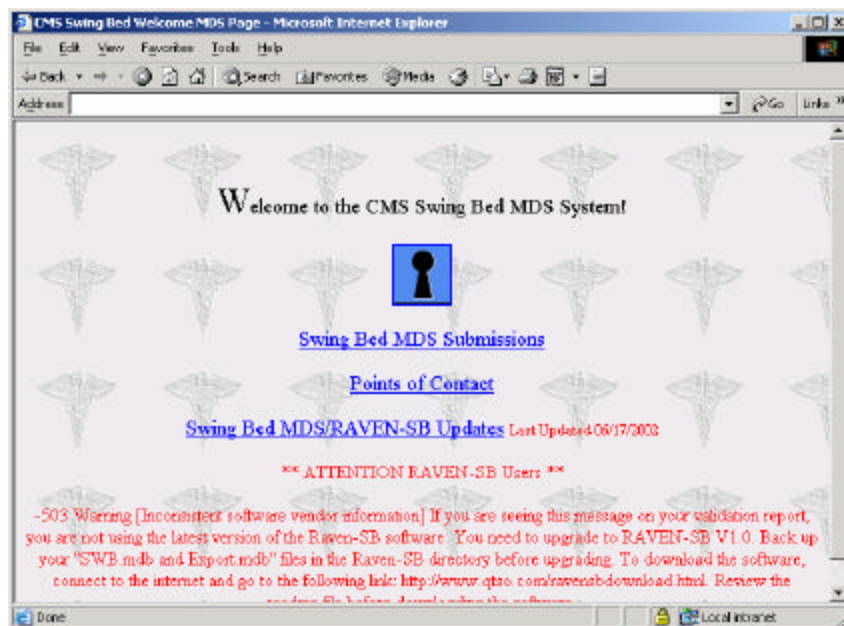 CMS Swing Bed Welcome MDS Page - Microsoft Internet Explorer
File Edit View Favorites Tools Help
Back Search Favorites Media
Address Go Links »
Welcome to the CMS Swing Bed MDS System!
Swing Bed MDS Submissions
Points of Contact
Swing Bed MDS/RAVEN-SB Updates Last Updated 06/17/2002
** ATTENTION RAVEN-SB Users **
-503 Warning [Inconsistent software vendor information] If you are seeing this message on your validation report,
you are not using the latest version of the Raven-SB software. You need to upgrade to RAVEN-SB V1.0. Back up
your "SWB.mdb and Export.mdb" files in the Raven-SB directory before upgrading. To download the software,
connect to the internet and go to the following link: http://www.qtso.com/ravensbdownload.html. Review the
file before downloading the software
Done Local intranet